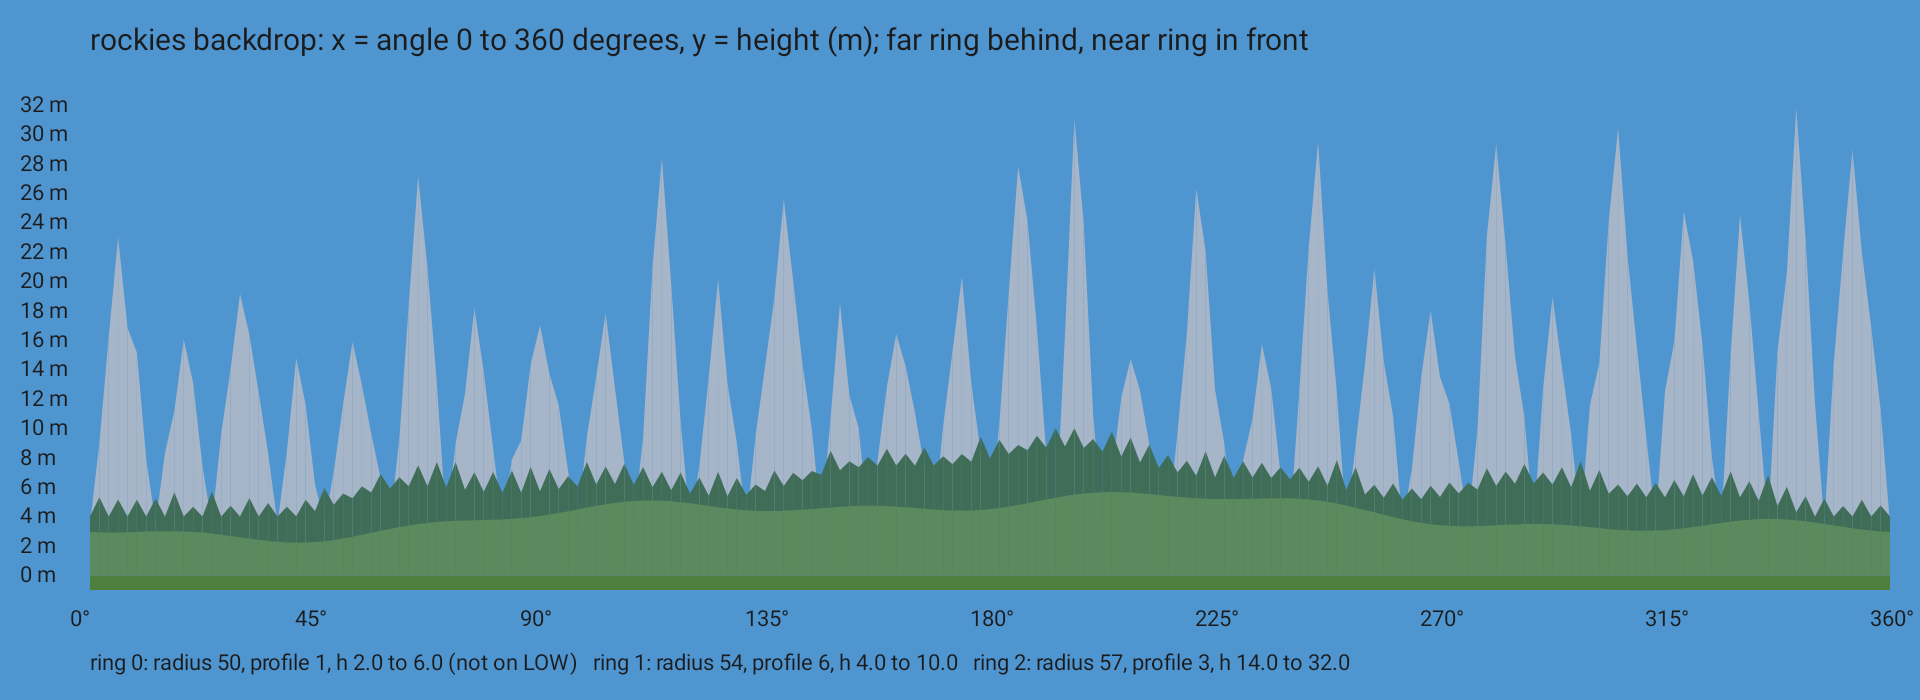 rockies backdrop: x = angle 0 to 360 degrees, y = height (m); far ring behind, near ring in front
32 m
30 m
28 m
26 m
24 m
22 m
20 m
18 m
16 m
14 m
12 m
10 m
8 m
6 m
4 m
2 m
0 m
0° 45° 90° 135° 180° 225° 270° 315° 360°
ring 0: radius 50, profile 1, h 2.0 to 6.0 (not on LOW) ring 1: radius 54, profile 6, h 4.0 to 10.0 ring 2: radius 57, profile 3, h 14.0 to 32.0